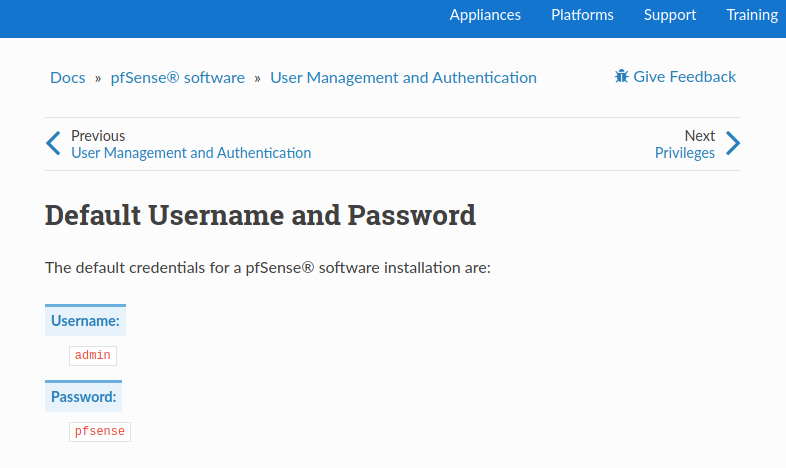 Appliances Platforms Support Training
Docs » pfSense® software » User Management and Authentication Give Feedback
Previous Next
User Management and Authentication Privileges
Default Username and Password
The default credentials for a pfSense® software installation are:
Username:
admin
Password:
pfsense